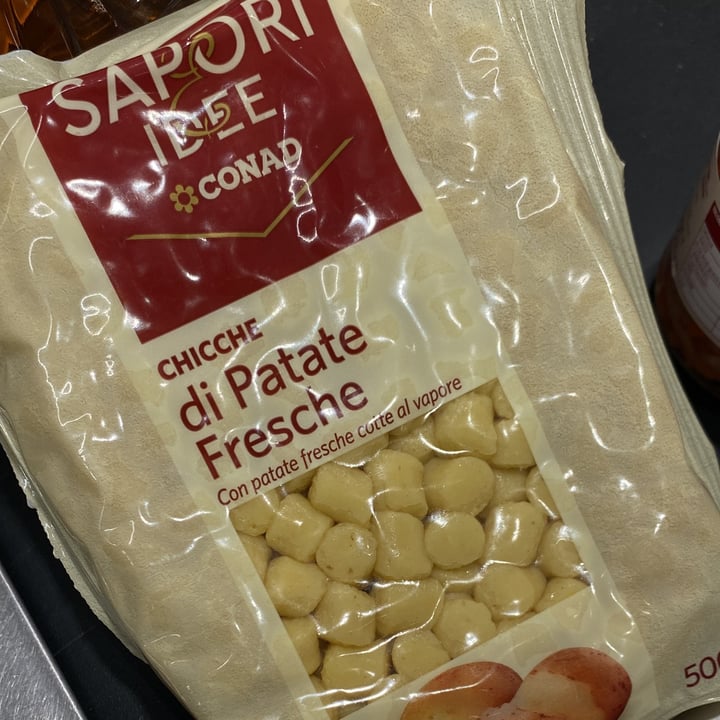 SAPORI
&
IDEE
CONAD
CHICCHE
di Patate
Fresche
Con patate fresche cotte al vapore